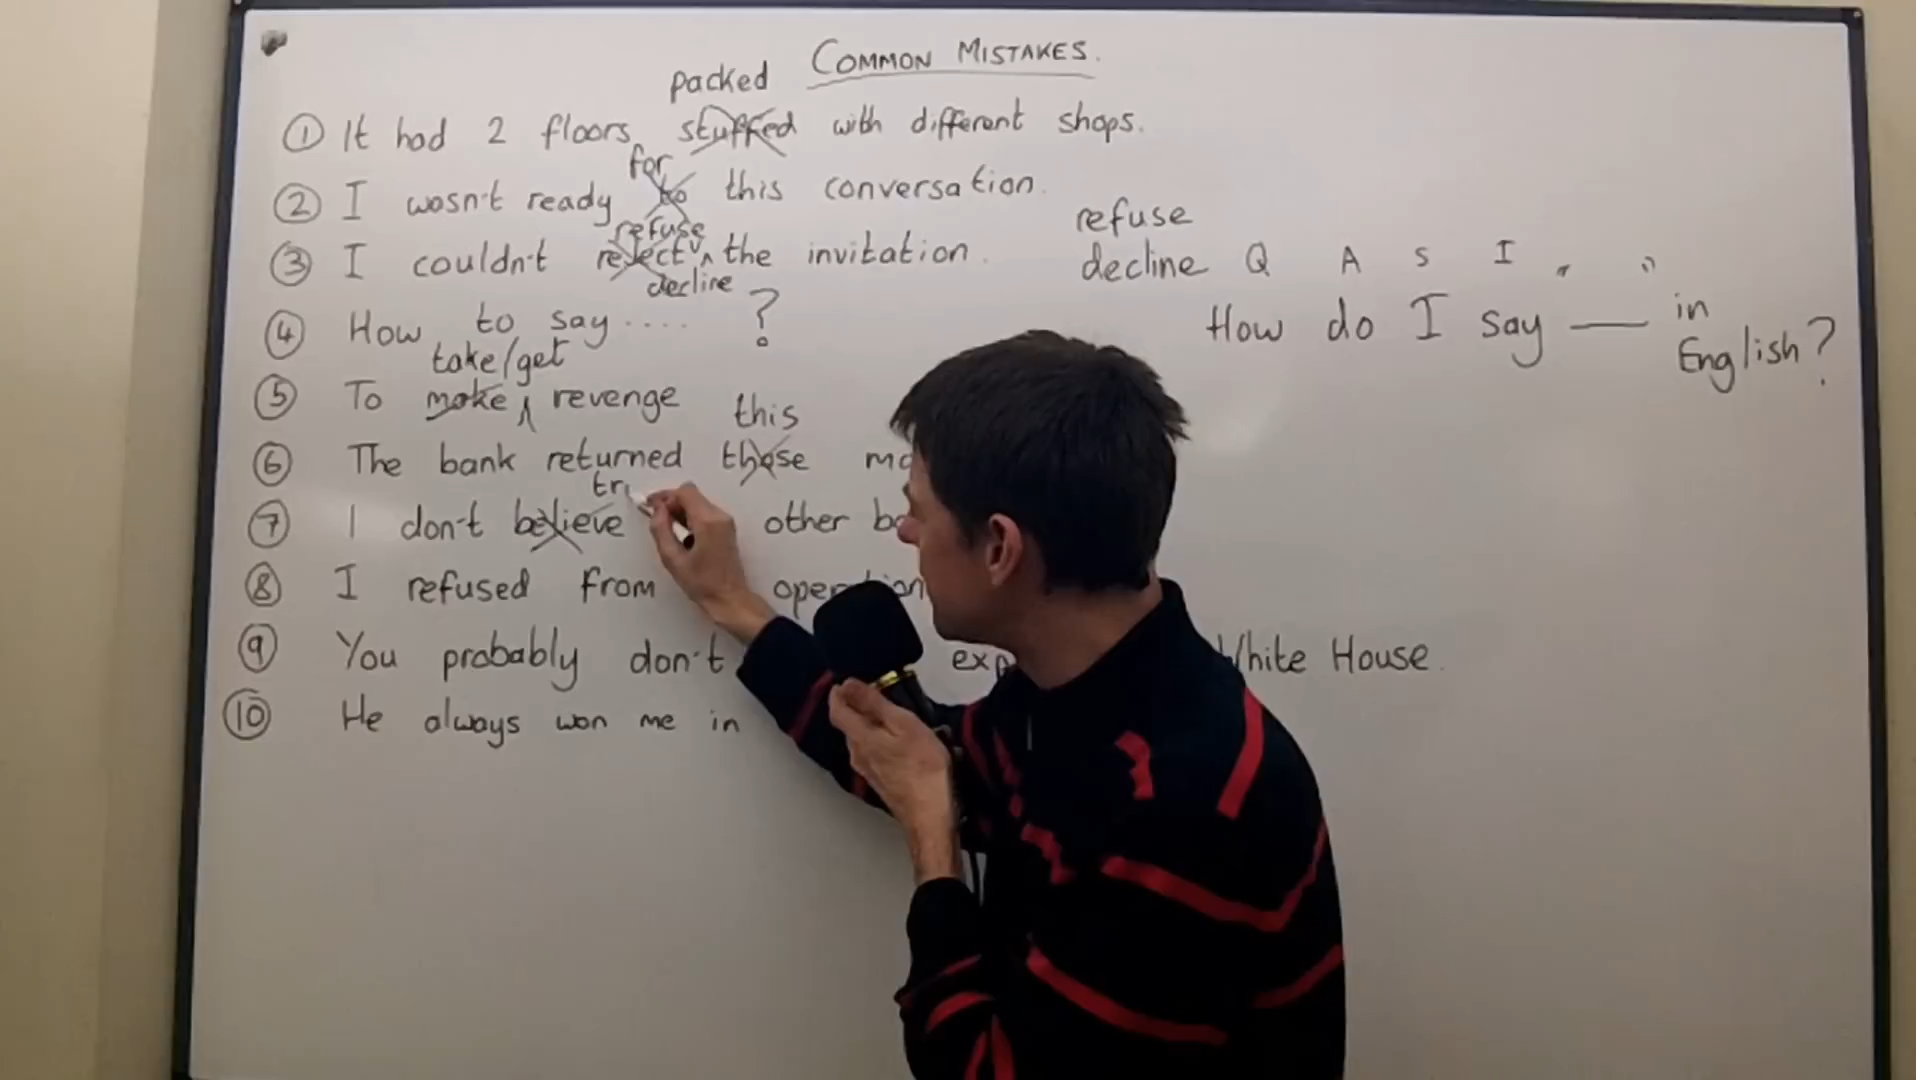 COMMON MISTAKES.
packed
① It had 2 floors stuffed with different shops.
for
② I wasn't ready to this conversation.
refuse
③ I couldn't reject ^ the invitation.
decline
④ How to say .... ?
take/get
⑤ To make ^ revenge
this
⑥ The bank returned those
tr
⑦ I don't believe other
⑧ I refused from
⑨ You probably don't White House.
⑩ He always won me in
refuse
decline Q A S I
How do I say — in English?